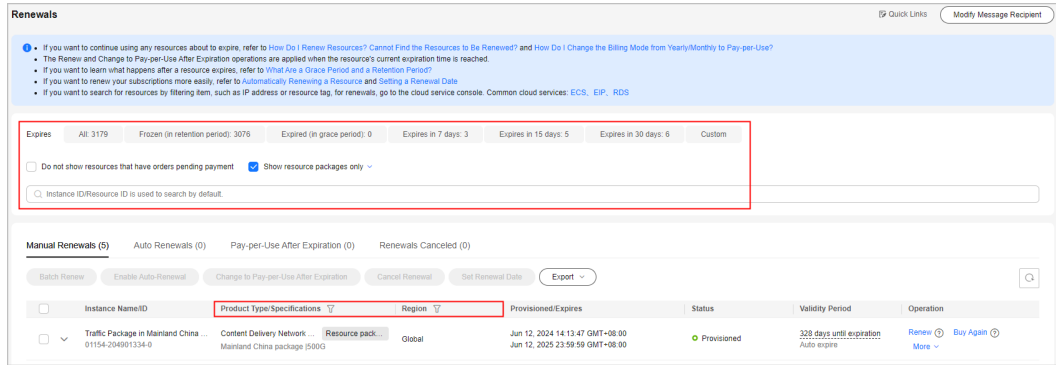 Renewals
Quick Links
Modify Message Recipient
• If you want to continue using any resources about to expire, refer to How Do I Renew Resources? Cannot Find the Resources to Be Renewed? and How Do I Change the Billing Mode from Yearly/Monthly to Pay-per-Use?
• The Renew and Change to Pay-per-Use After Expiration operations are applied when the resource's current expiration time is reached.
• If you want to learn what happens after a resource expires, refer to What Are a Grace Period and a Retention Period?
• If you want to renew your subscriptions more easily, refer to Automatically Renewing a Resource and Setting a Renewal Date
• If you want to search for resources by filtering item, such as IP address or resource tag, for renewals, go to the cloud service console. Common cloud services: ECS、EIP、RDS
Expires All: 3179 Frozen (in retention period): 3076 Expired (in grace period): 0 Expires in 7 days: 3 Expires in 15 days: 5 Expires in 30 days: 6 Custom
Do not show resources that have orders pending payment Show resource packages only
Instance ID/Resource ID is used to search by default.
Manual Renewals (5) Auto Renewals (0) Pay-per-Use After Expiration (0) Renewals Canceled (0)
Batch Renew Enable Auto-Renewal Change to Pay-per-Use After Expiration Cancel Renewal Set Renewal Date Export
Instance Name/ID Product Type/Specifications Region Provisioned/Expires Status Validity Period Operation
Traffic Package in Mainland China ... Content Delivery Network ... Resource pack... Global Jun 12, 2024 14:13:47 GMT+08:00 Provisioned 328 days until expiration Renew Buy Again
01154-204901334-0 Mainland China package |500G Jun 12, 2025 23:59:59 GMT+08:00 Auto expire More